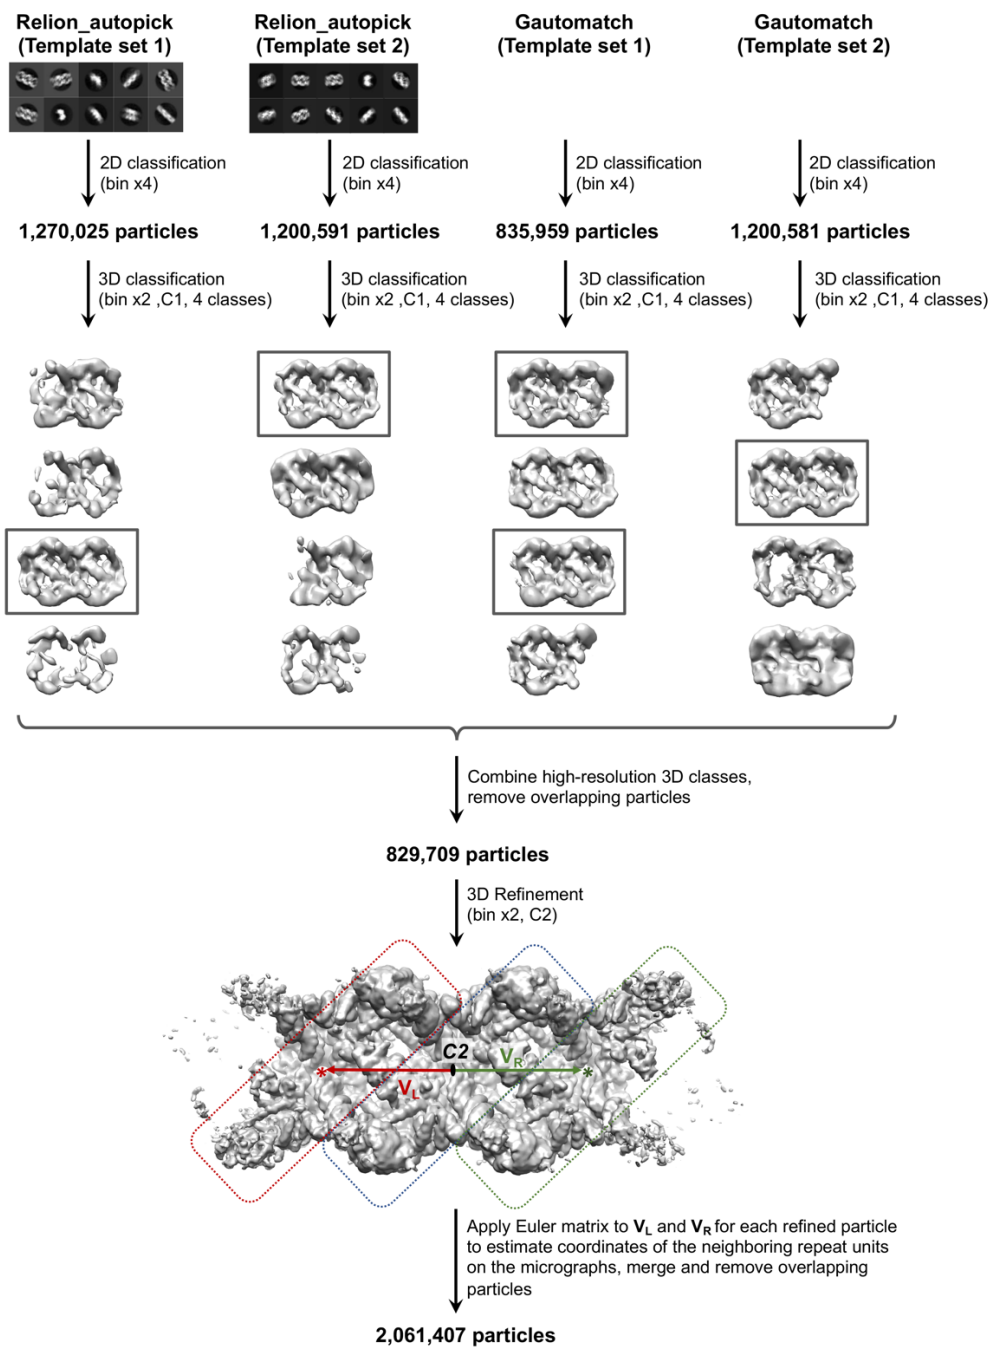 Relion_autopick
(Template set 1)
Relion_autopick
(Template set 2)
Gautomatch
(Template set 1)
Gautomatch
(Template set 2)
2D classification
(bin x4)
2D classification
(bin x4)
2D classification
(bin x4)
2D classification
(bin x4)
1,270,025 particles
1,200,591 particles
835,959 particles
1,200,581 particles
3D classification
(bin x2 ,C1, 4 classes)
3D classification
(bin x2 ,C1, 4 classes)
3D classification
(bin x2 ,C1, 4 classes)
3D classification
(bin x2 ,C1, 4 classes)
Combine high-resolution 3D classes,
remove overlapping particles
829,709 particles
3D Refinement
(bin x2, C2)
C2
VR
* *
VL
Apply Euler matrix to VL and VR for each refined particle
to estimate coordinates of the neighboring repeat units
on the micrographs, merge and remove overlapping
particles
2,061,407 particles